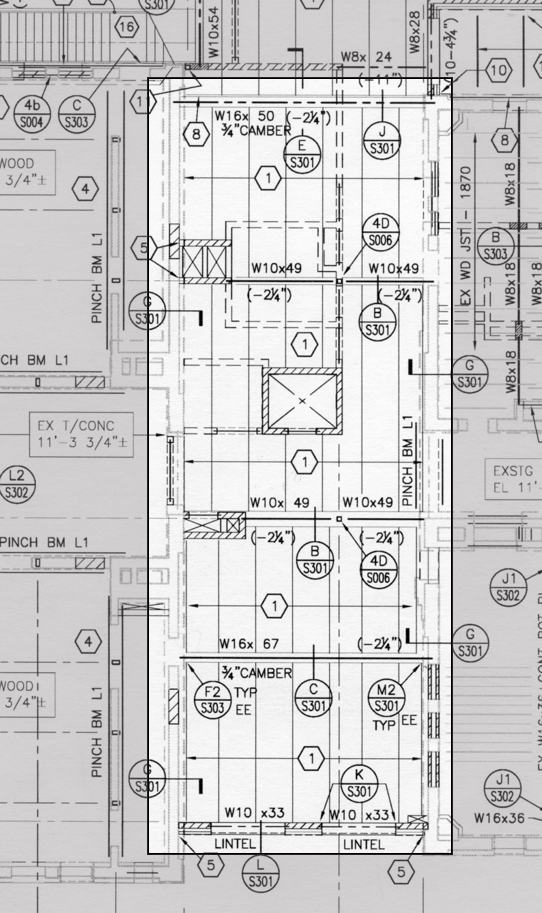 S301
16
W10x54
W8x 24
W8x28
(-11")
10-4¾"
10
4b
S004
C
S303
1
8
W16x 50 (-2¼")
¾"CAMBER
E
S301
J
S301
8
WOOD
3/4"±
4
1
EX WD JSTI - 1870
W8x18
5
4D
S006
B
S303
PINCH BM L1
W10x49
W10x49
(-2¼")
(-2¼")
W8x18
W8x18
G
S301
B
S301
1
G
S301
W8x18
CH BM L1
EX T/CONC
11'-3 3/4"±
PINCH BM L1
1
L2
S302
EXSTG
EL 11'-
W10x 49
W10x49
PINCH BM L1
(-2¼")
(-2¼")
B
S301
4D
S006
J1
S302
1
4
W16x 67
(-2¼")
G
S301
¾"CAMBER
WOOD
3/4"±
F2
S303
TYP
EE
C
S301
M2
S301
TYP EE
PINCH BM L1
1
G
S301
K
S301
J1
S302
W10 x33
W10 x33
W16x36
LINTEL
LINTEL
5
L
S301
5